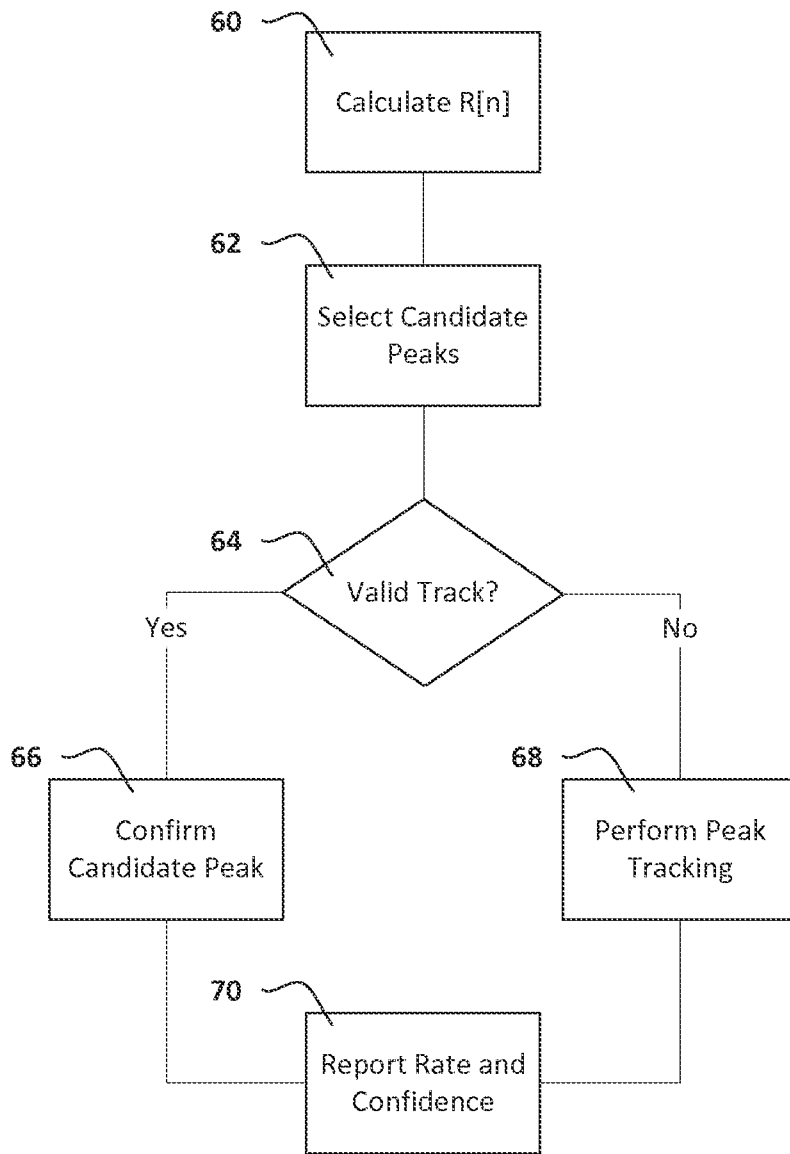 60
Calculate R[n]
62
Select Candidate
Peaks
64
Valid Track?
Yes
No
66
Confirm
Candidate Peak
68
Perform Peak
Tracking
70
Report Rate and
Confidence